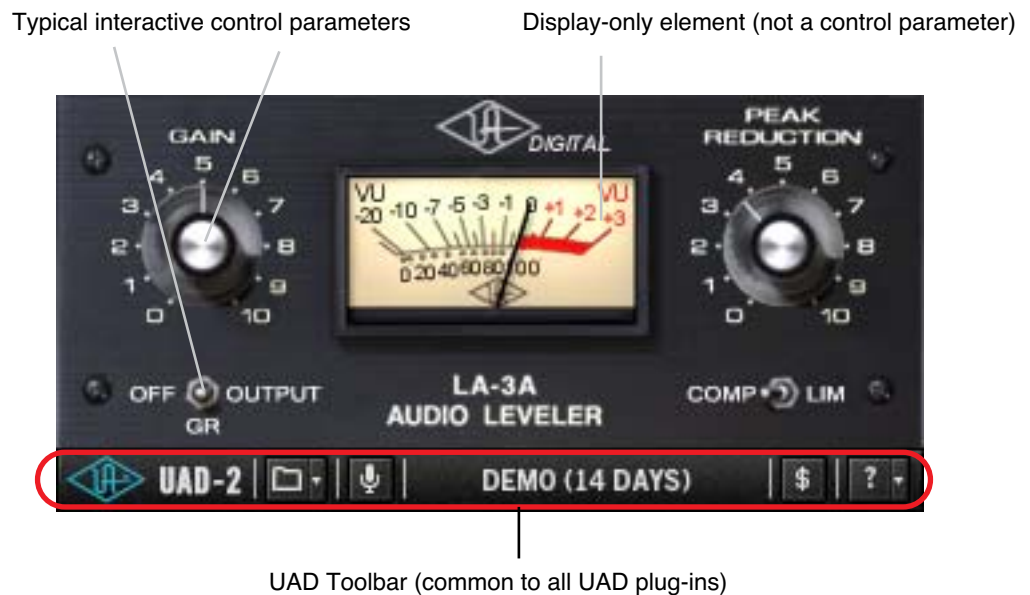 Typical interactive control parameters
Display-only element (not a control parameter)
GAIN
0 1 2 3 4 5 6 7 8 9 10
UA DIGITAL
VU VU
-20 -10 -7 -5 -3 -1 0 +1 +2 +3
0 20 40 60 80 100
PEAK
REDUCTION
0 1 2 3 4 5 6 7 8 9 10
OFF OUTPUT
GR
LA-3A
AUDIO LEVELER
COMP LIM
UA UAD-2 DEMO (14 DAYS) $ ?
UAD Toolbar (common to all UAD plug-ins)